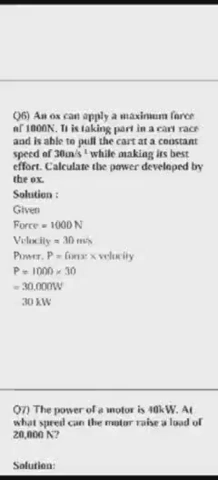 Q6) An ox can apply a maximum force
of 1000N. It is taking part in a cart race
and is able to pull the cart at a constant
speed of 30m/s⁻¹ while making its best
effort. Calculate the power developed by
the ox.
Solution :
Given
Force = 1000 N
Velocity = 30 m/s
Power, P = force × velocity
P = 1000 × 30
= 30,000W
30 kW
Q7) The power of a motor is 40kW. At
what speed can the motor raise a load of
20,000 N?
Solution: